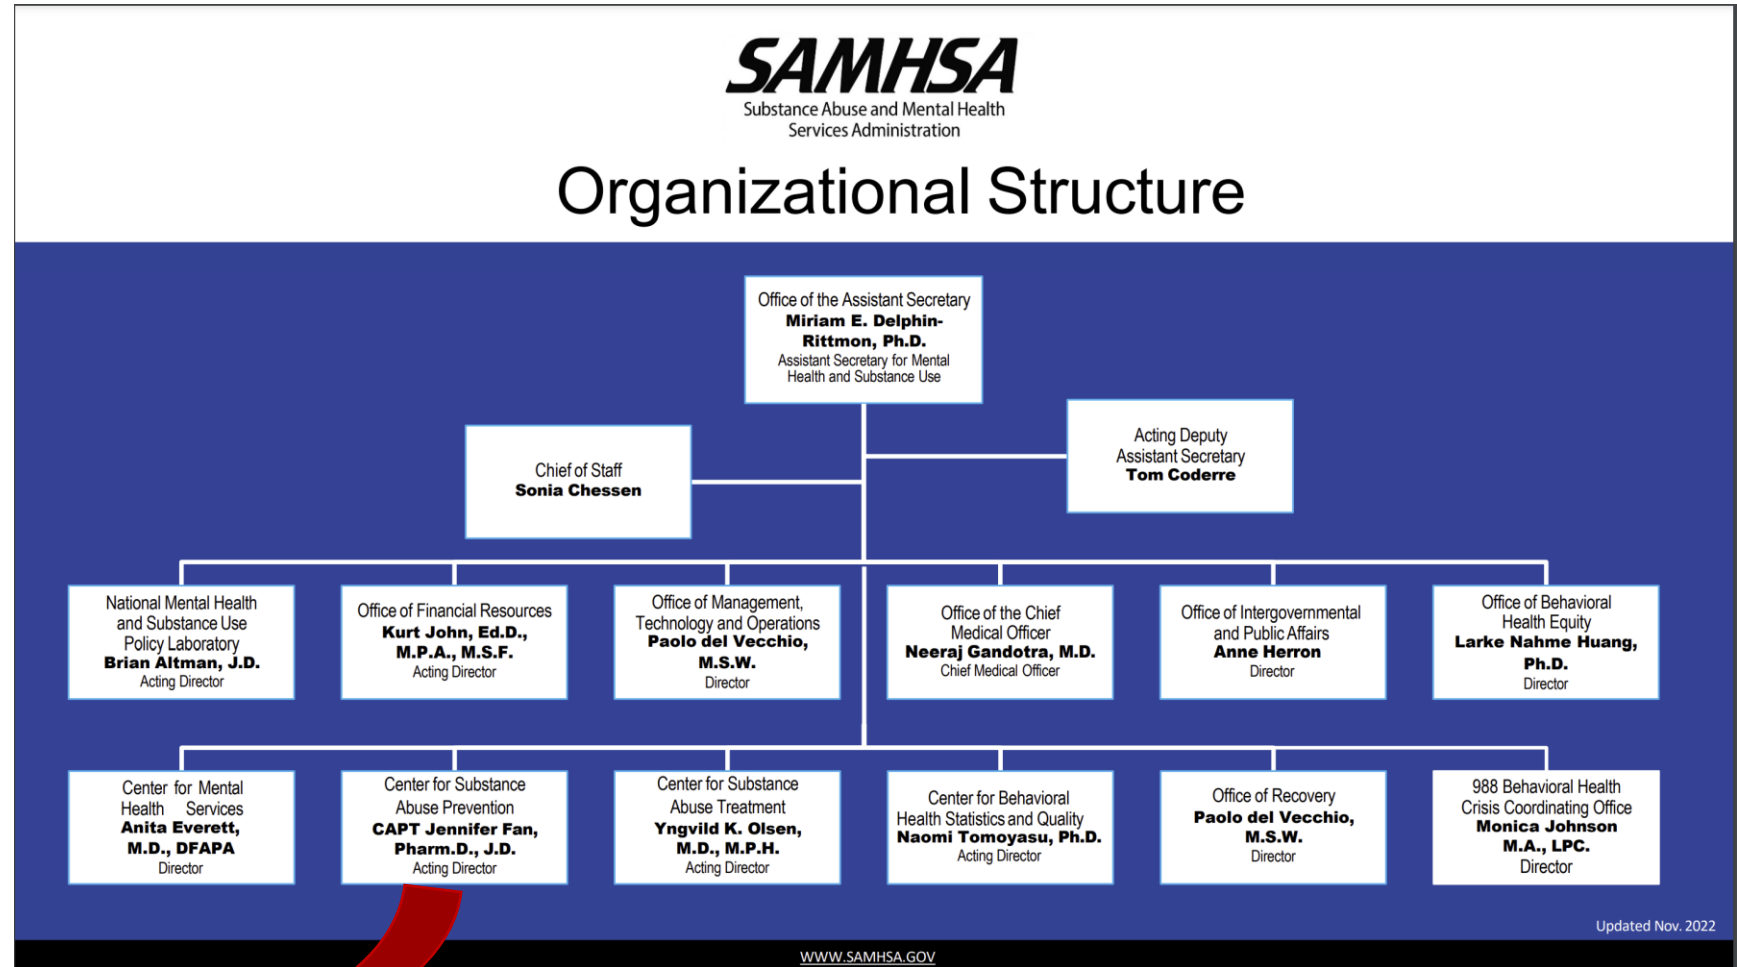 SAMHSA
Substance Abuse and Mental Health
Services Administration
Organizational Structure
Office of the Assistant Secretary
Miriam E. Delphin-
Rittmon, Ph.D.
Assistant Secretary for Mental
Health and Substance Use
Acting Deputy
Assistant Secretary
Tom Coderre
Chief of Staff
Sonia Chessen
National Mental Health
and Substance Use
Policy Laboratory
Brian Altman, J.D.
Acting Director
Office of Financial Resources
Kurt John, Ed.D.,
M.P.A., M.S.F.
Acting Director
Office of Management,
Technology and Operations
Paolo del Vecchio,
M.S.W.
Director
Office of the Chief
Medical Officer
Neeraj Gandotra, M.D.
Chief Medical Officer
Office of Intergovernmental
and Public Affairs
Anne Herron
Director
Office of Behavioral
Health Equity
Larke Nahme Huang,
Ph.D.
Director
Center for Mental
Health Services
Anita Everett,
M.D., DFAPA
Director
Center for Substance
Abuse Prevention
CAPT Jennifer Fan,
Pharm.D., J.D.
Acting Director
Center for Substance
Abuse Treatment
Yngvild K. Olsen,
M.D., M.P.H.
Acting Director
Center for Behavioral
Health Statistics and Quality
Naomi Tomoyasu, Ph.D.
Acting Director
Office of Recovery
Paolo del Vecchio,
M.S.W.
Director
988 Behavioral Health
Crisis Coordinating Office
Monica Johnson
M.A., LPC.
Director
Updated Nov. 2022
WWW.SAMHSA.GOV